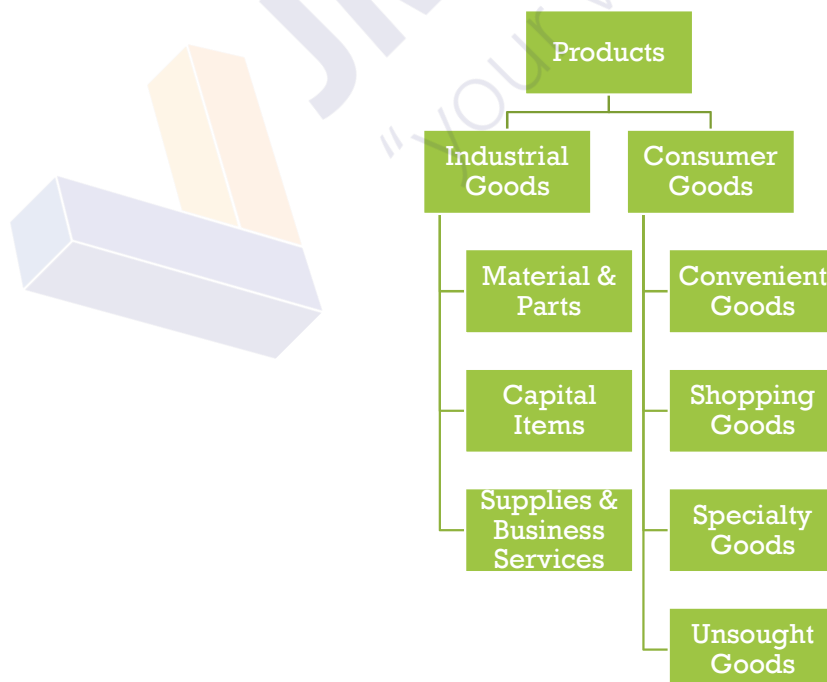 Products
Industrial
Goods
Consumer
Goods
Material &
Parts
Convenient
Goods
Capital
Items
Shopping
Goods
Supplies &
Business
Services
Specialty
Goods
Unsought
Goods
"your